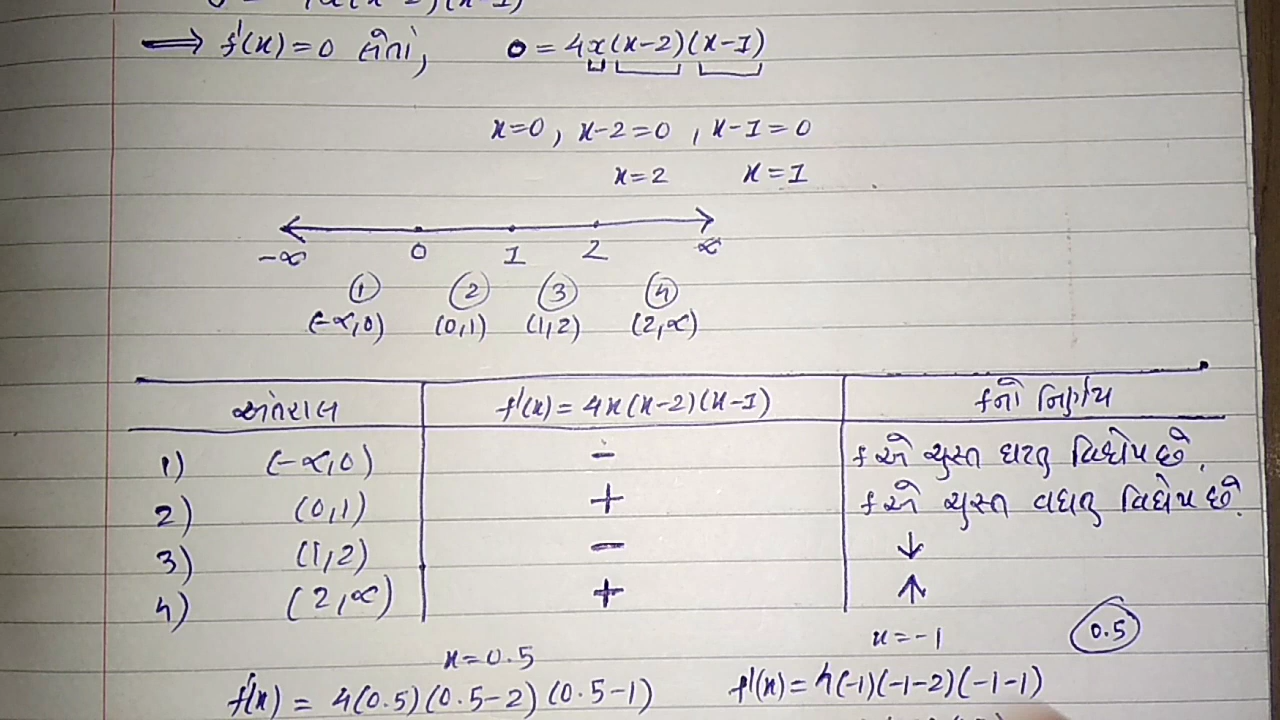 ⟹ f'(x)=0 લેતાં, 0 = 4x(x-2)(x-1)
x=0, x-2=0, x-1=0
x=2 x=1
-∞ 0 1 2 ∞
① ② ③ ④
(-∞,0) (0,1) (1,2) (2,∞)
અંતરાલ f'(x) = 4x(x-2)(x-1) f નો નિર્ણય
1) (-∞,0) - f એ ચુસ્ત ઘટતુ વિધેય છે.
2) (0,1) + f એ ચુસ્ત વધતુ વિધેય છે.
3) (1,2) - ↓
4) (2,∞) + ↑
x=0.5 x=-1 0.5
f'(x) = 4(0.5)(0.5-2)(0.5-1) f'(x) = 4(-1)(-1-2)(-1-1)